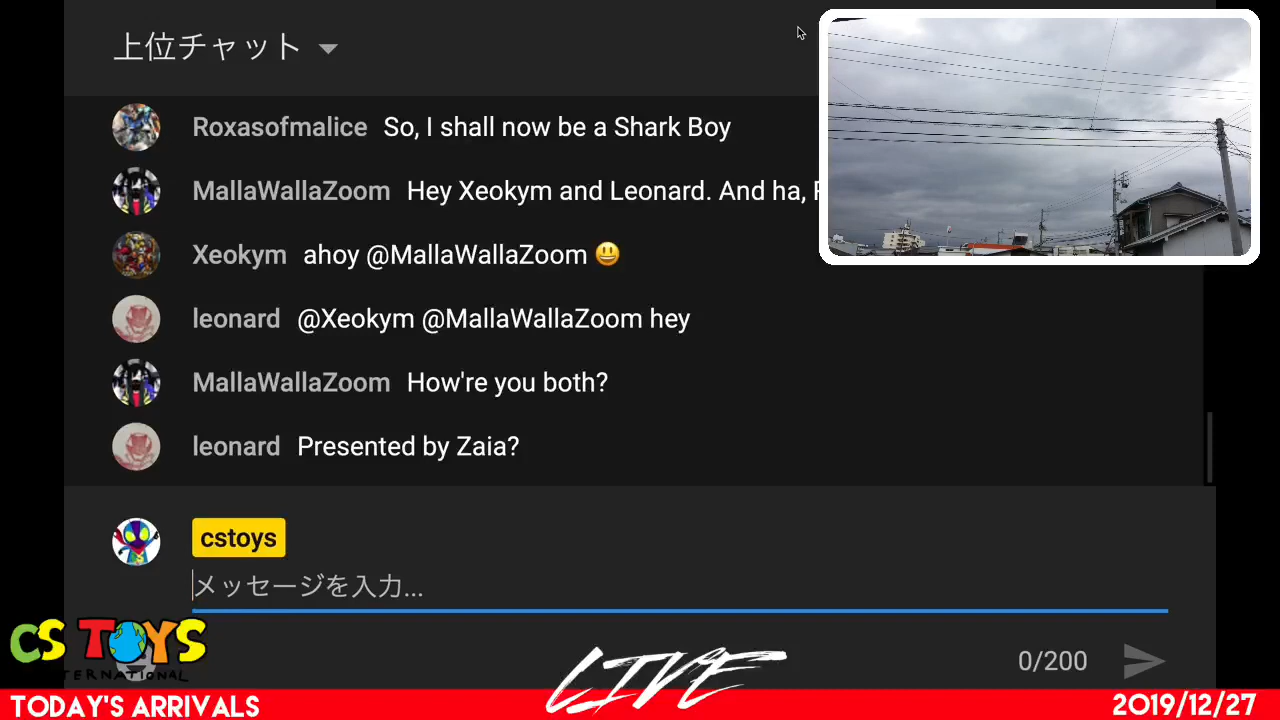 上位チャット
Roxasofmalice So, I shall now be a Shark Boy
MallaWallaZoom Hey Xeokym and Leonard. And ha,
Xeokym ahoy @MallaWallaZoom 😃
leonard @Xeokym @MallaWallaZoom hey
MallaWallaZoom How're you both?
leonard Presented by Zaia?
cstoys
メッセージを入力...
CS TOYS
INTERNATIONAL
0/200
LIVE
TODAY'S ARRIVALS
2019/12/27